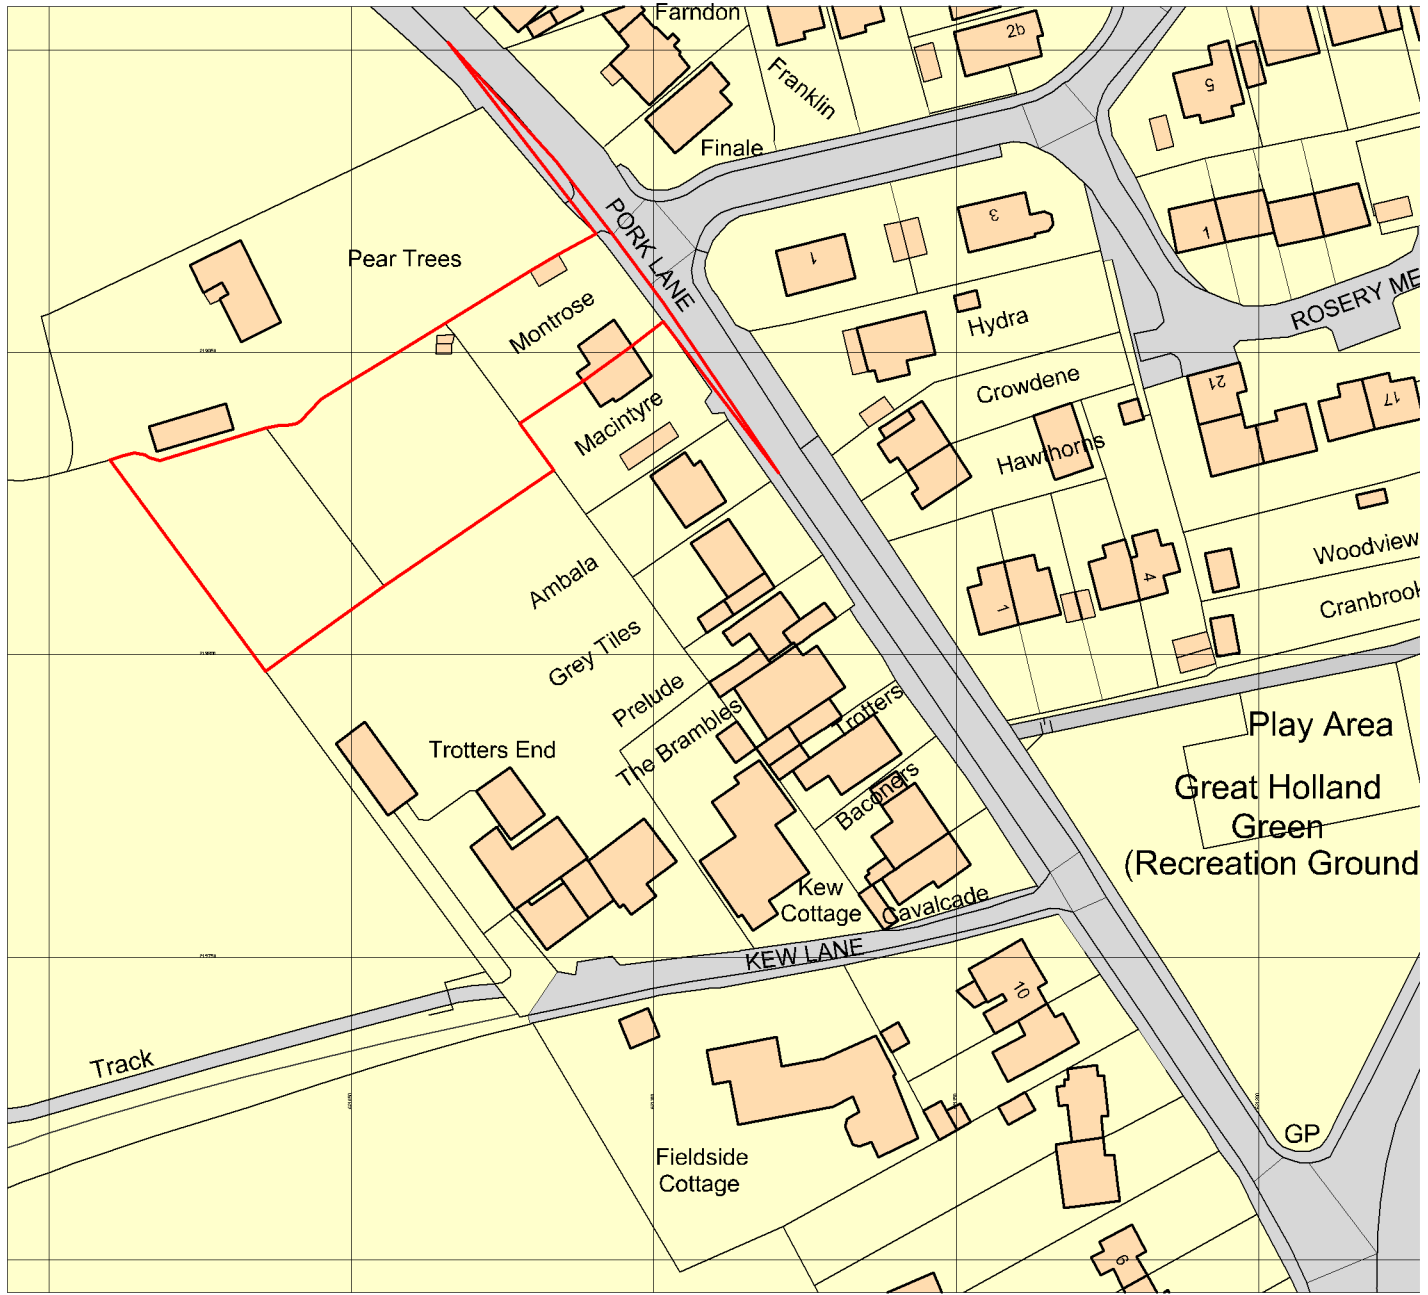 Farndon
2b
Franklin
5
Finale
PORK LANE
3
1
1
Pear Trees
Montrose
Hydra
ROSERY ME
Crowdene
21
17
Macintyre
Hawthorns
Woodview
Ambala
1
4
Cranbrook
Grey Tiles
Prelude
The Brambles
Trotters
Play Area
Trotters End
Baconers
Great Holland
Green
(Recreation Ground
Kew
Cottage
Cavalcade
KEW LANE
10
Track
GP
Fieldside
Cottage
6